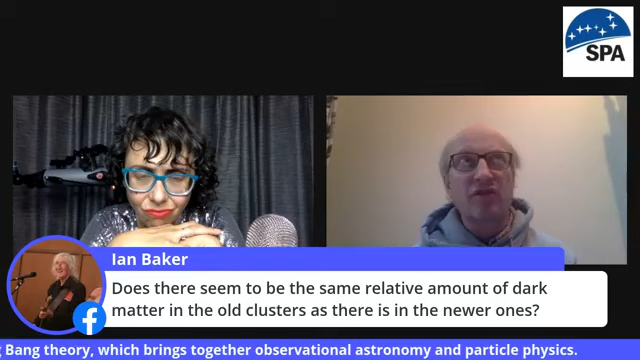 SPA
Ian Baker
Does there seem to be the same relative amount of dark
matter in the old clusters as there is in the newer ones?
Bang theory, which brings together observational astronomy and particle physics.